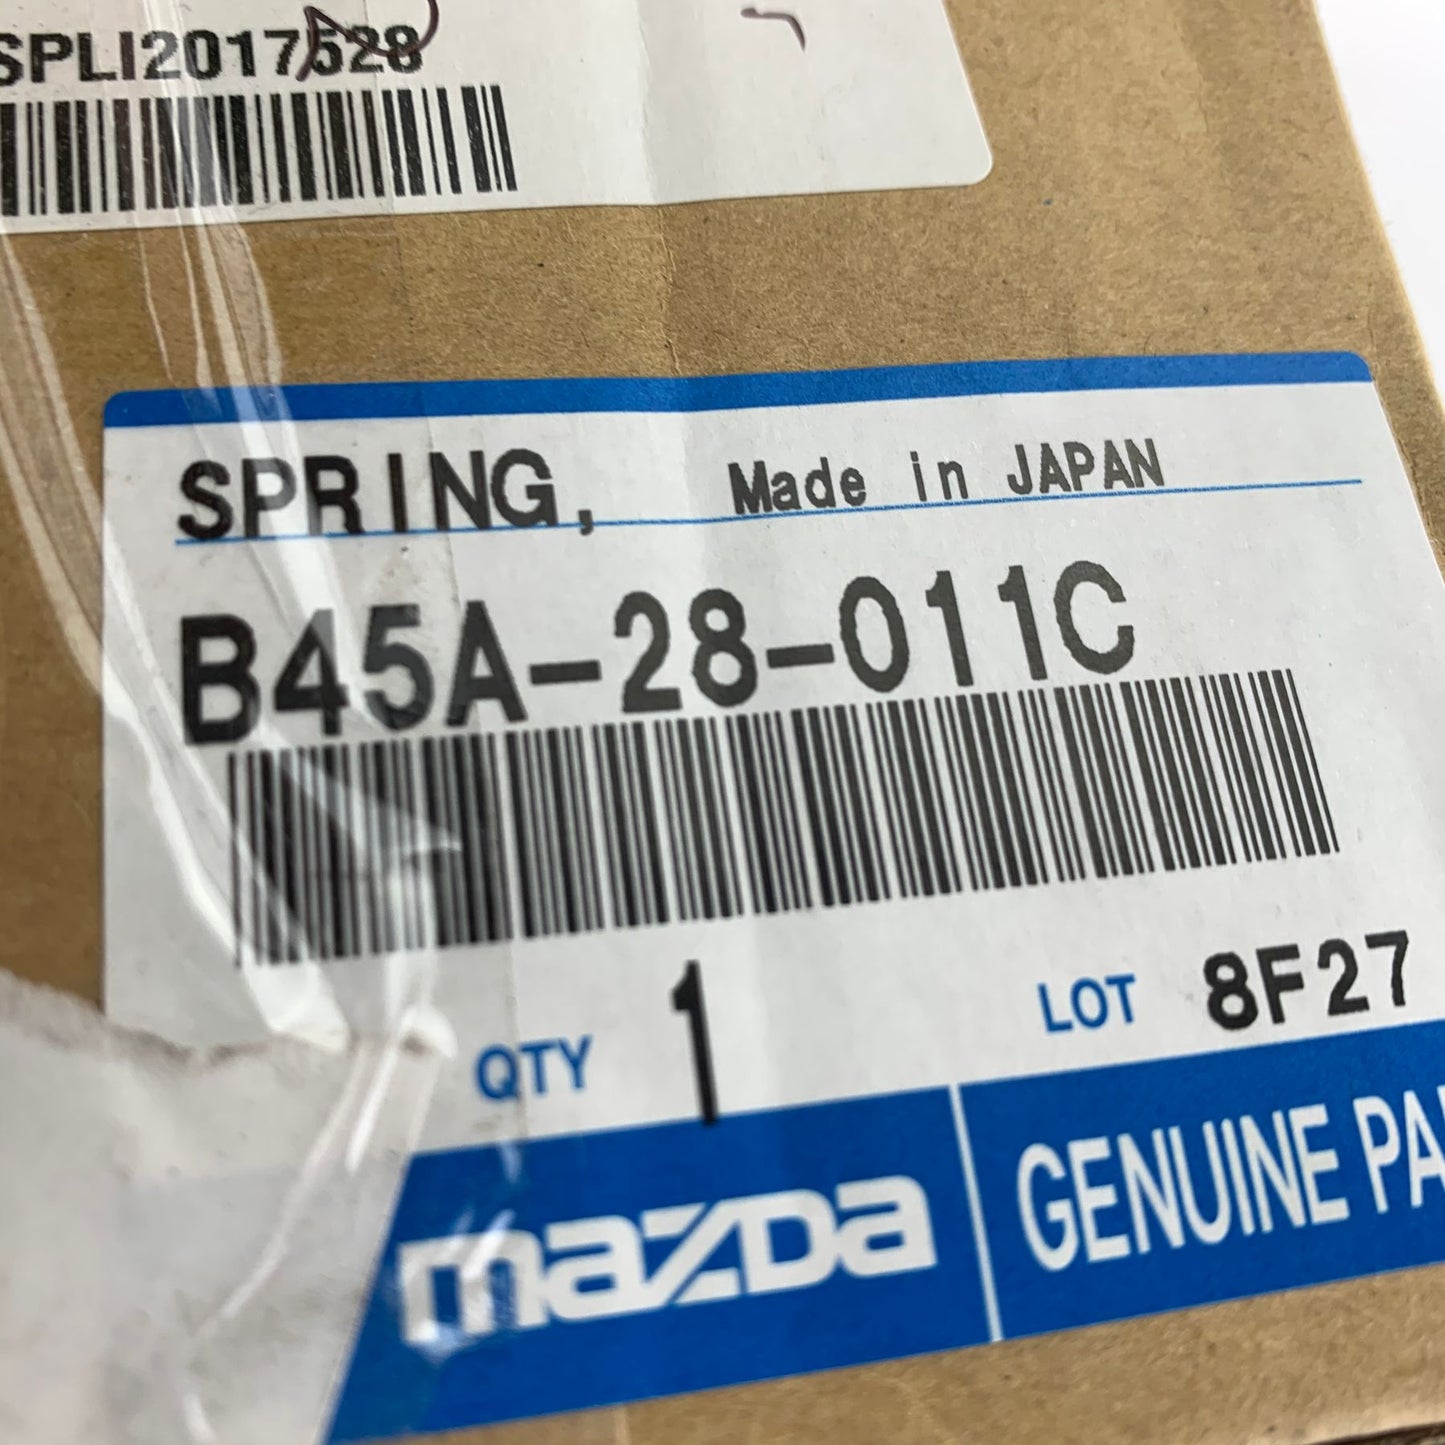 SPLI2017528
SPRING, Made in JAPAN
B45A-28-011C
QTY 1 LOT 8F27
mazda GENUINE PA